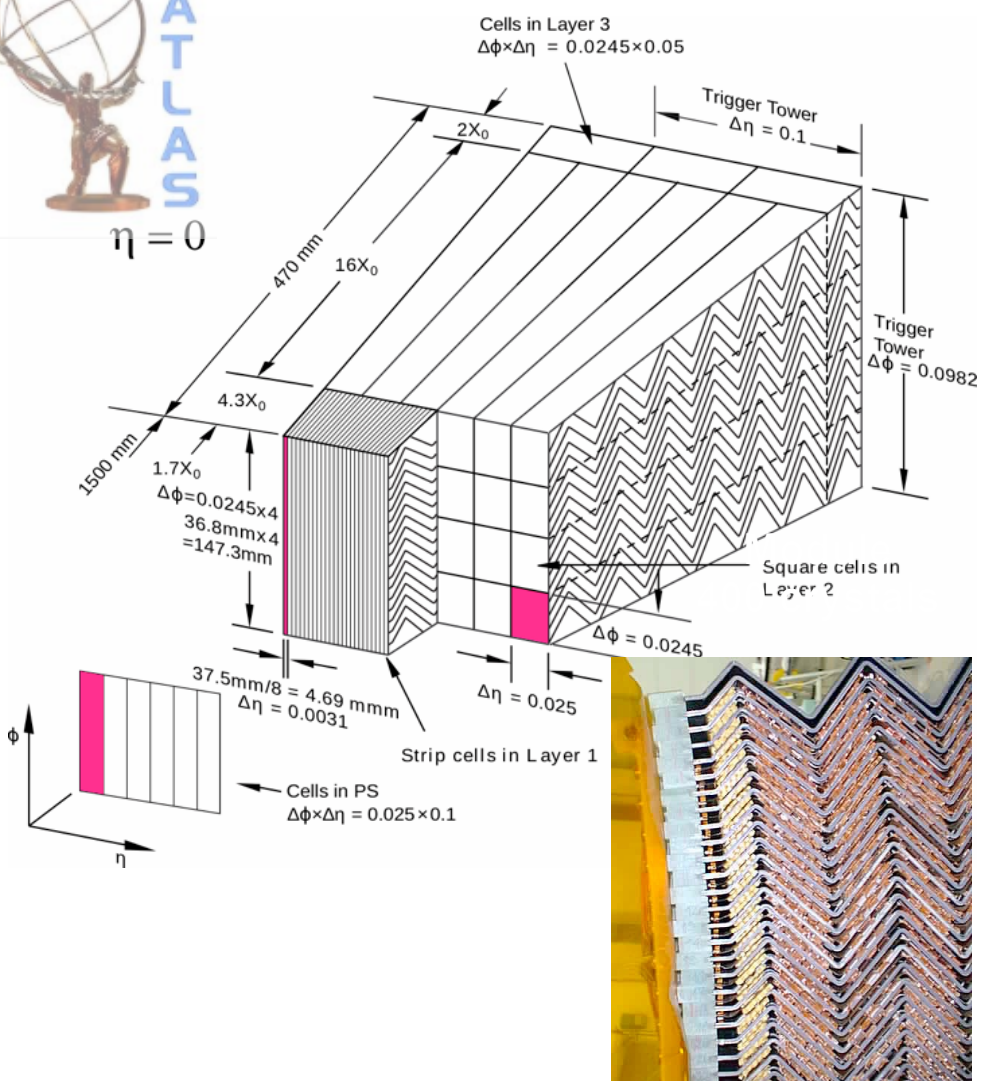 ATLAS
η = 0
Cells in Layer 3
Δϕ×Δη = 0.0245×0.05
Trigger Tower
Δη = 0.1
2X₀
470 mm
16X₀
Trigger
Tower
Δϕ = 0.0982
4.3X₀
1500 mm
1.7X₀
Δϕ=0.0245x4
36.8mmx4
=147.3mm
Square cells in
Layer 2
Δϕ = 0.0245
37.5mm/8 = 4.69 mmm
Δη = 0.0031
Δη = 0.025
Strip cells in Layer 1
ϕ
Cells in PS
Δϕ×Δη = 0.025×0.1
η